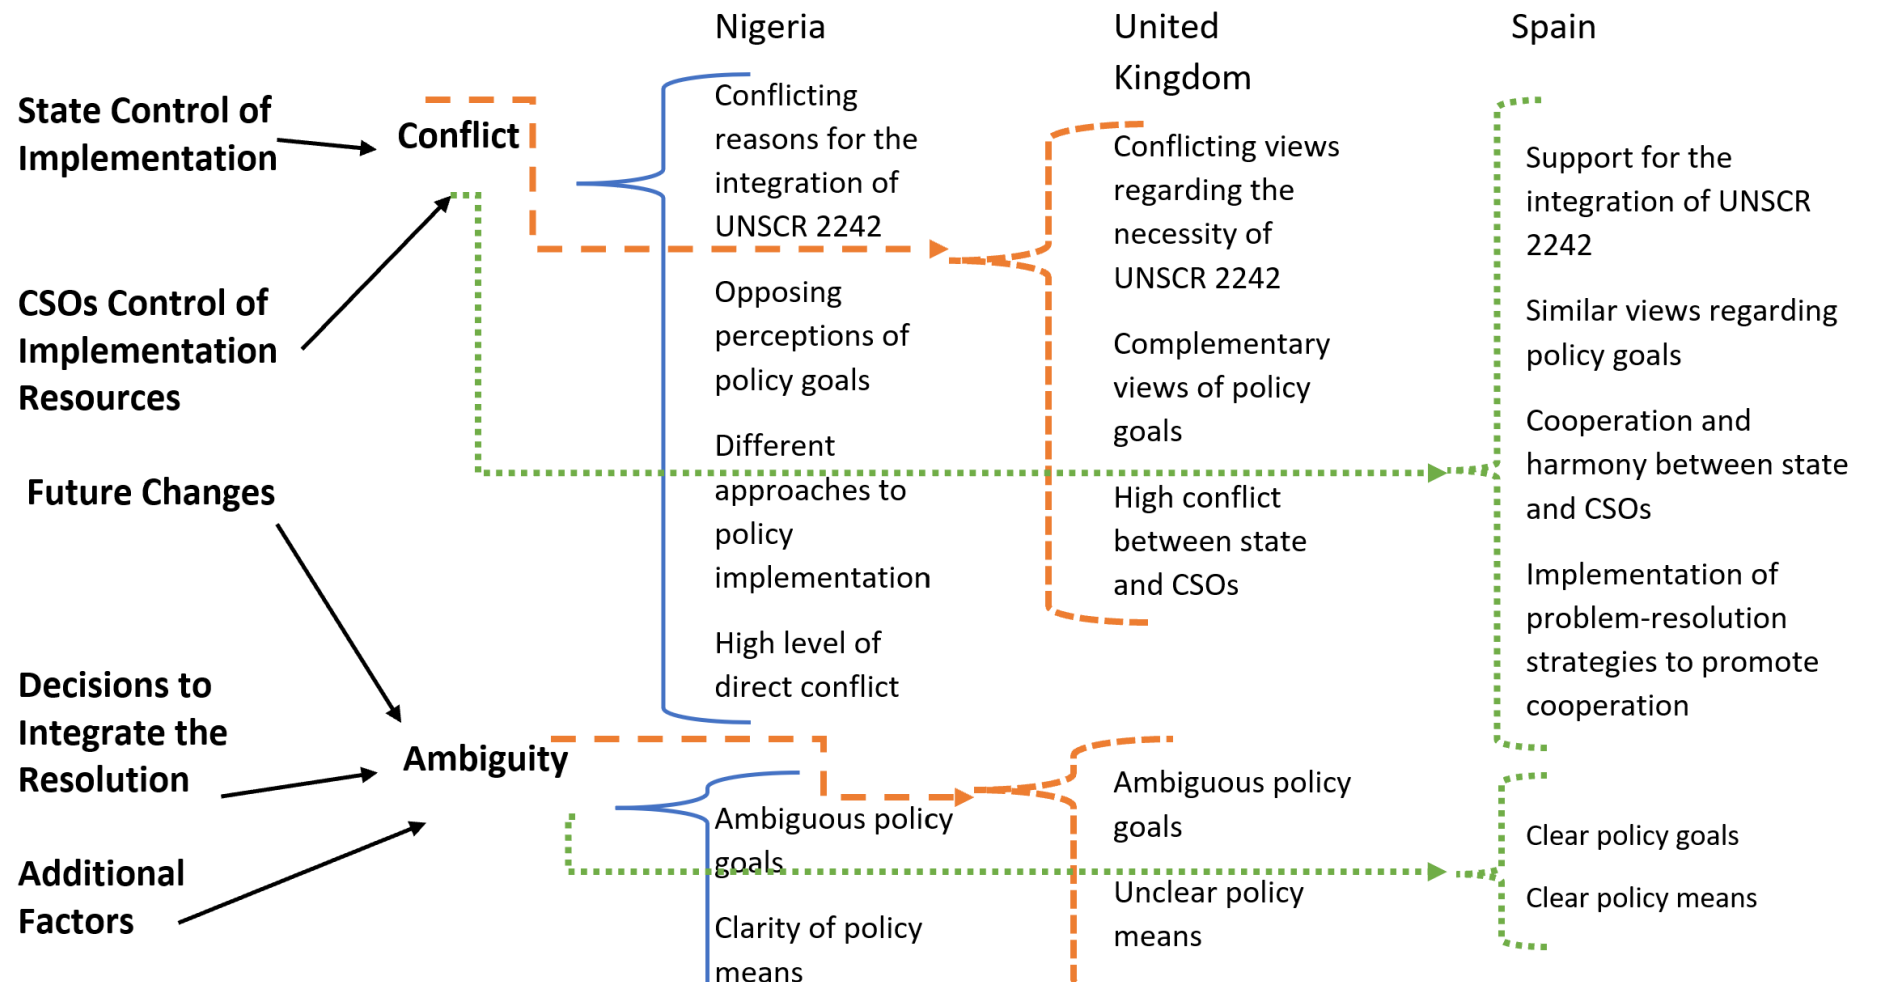 Nigeria
United
Kingdom
Spain
State Control of
Implementation
CSOs Control of
Implementation
Resources
Future Changes
Decisions to
Integrate the
Resolution
Additional
Factors
Conflict
Ambiguity
Conflicting
reasons for the
integration of
UNSCR 2242
Opposing
perceptions of
policy goals
Different
approaches to
policy
implementation
High level of
direct conflict
Ambiguous policy
goals
Clarity of policy
means
Conflicting views
regarding the
necessity of
UNSCR 2242
Complementary
views of policy
goals
High conflict
between state
and CSOs
Ambiguous policy
goals
Unclear policy
means
Support for the
integration of UNSCR
2242
Similar views regarding
policy goals
Cooperation and
harmony between state
and CSOs
Implementation of
problem-resolution
strategies to promote
cooperation
Clear policy goals
Clear policy means